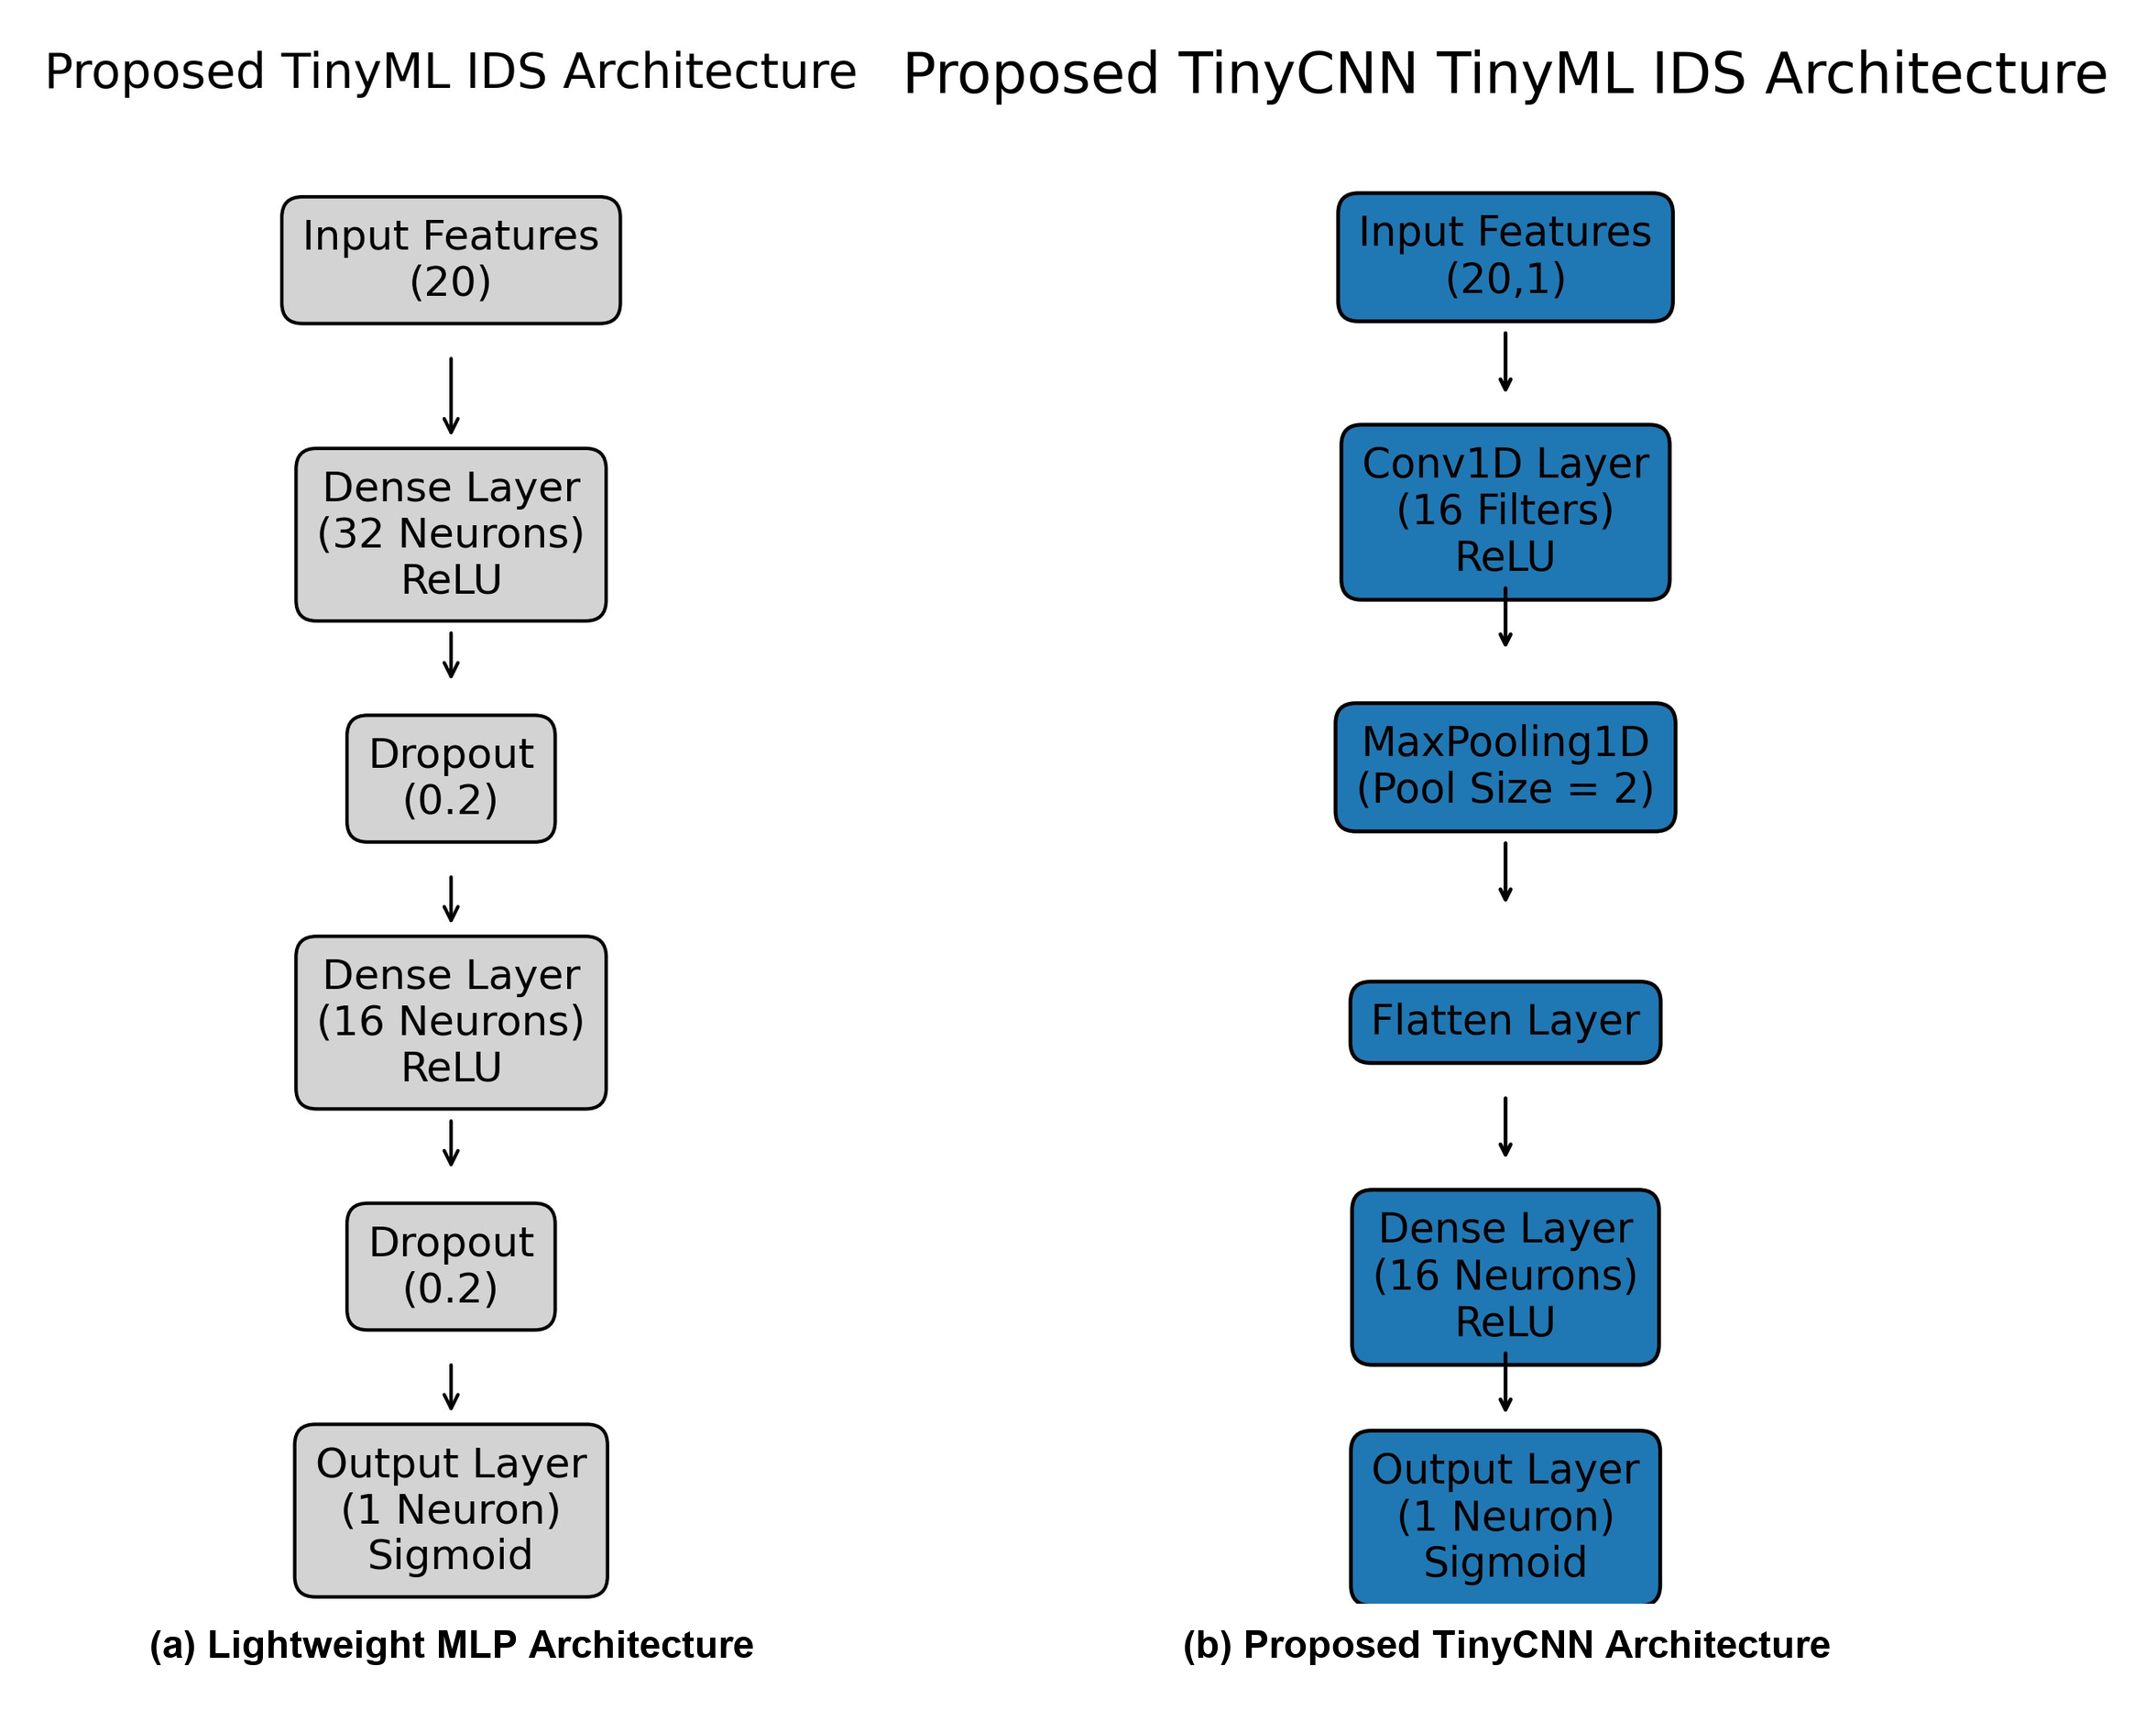 Proposed TinyML IDS Architecture
Input Features
(20)
Dense Layer
(32 Neurons)
ReLU
Dropout
(0.2)
Dense Layer
(16 Neurons)
ReLU
Dropout
(0.2)
Output Layer
(1 Neuron)
Sigmoid
(a) Lightweight MLP Architecture
Proposed TinyCNN TinyML IDS Architecture
Input Features
(20,1)
Conv1D Layer
(16 Filters)
ReLU
MaxPooling1D
(Pool Size = 2)
Flatten Layer
Dense Layer
(16 Neurons)
ReLU
Output Layer
(1 Neuron)
Sigmoid
(b) Proposed TinyCNN Architecture